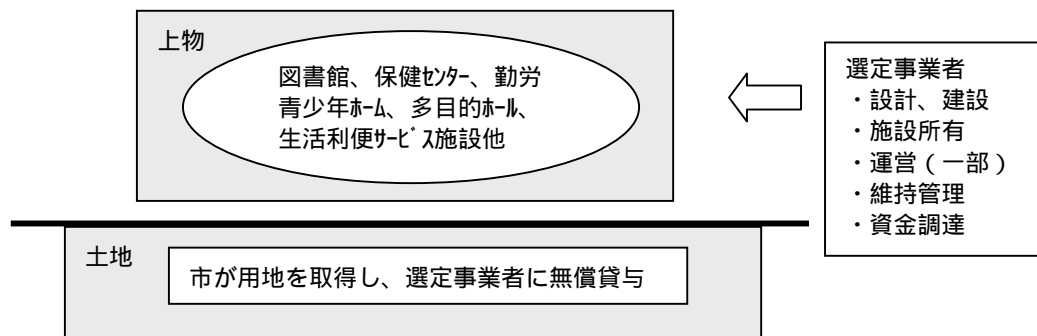 上物
図書館、保健ｾﾝﾀｰ、勤労
青少年ﾎｰﾑ、多目的ﾎｰﾙ、
生活利便ｻｰﾋﾞｽ施設他
選定事業者
・設計、建設
・施設所有
・運営（一部）
・維持管理
・資金調達
土地
市が用地を取得し、選定事業者に無償貸与